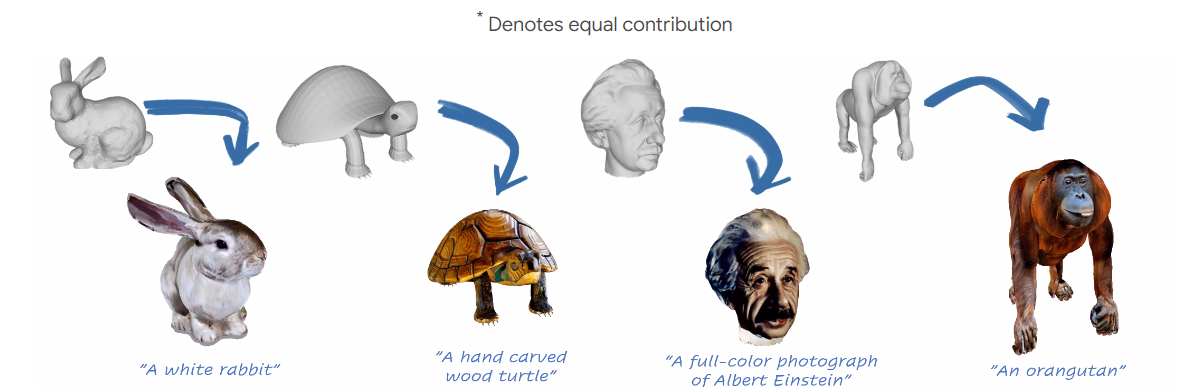 * Denotes equal contribution
"A white rabbit"
"A hand carved
wood turtle"
"A full-color photograph
of Albert Einstein"
"An orangutan"